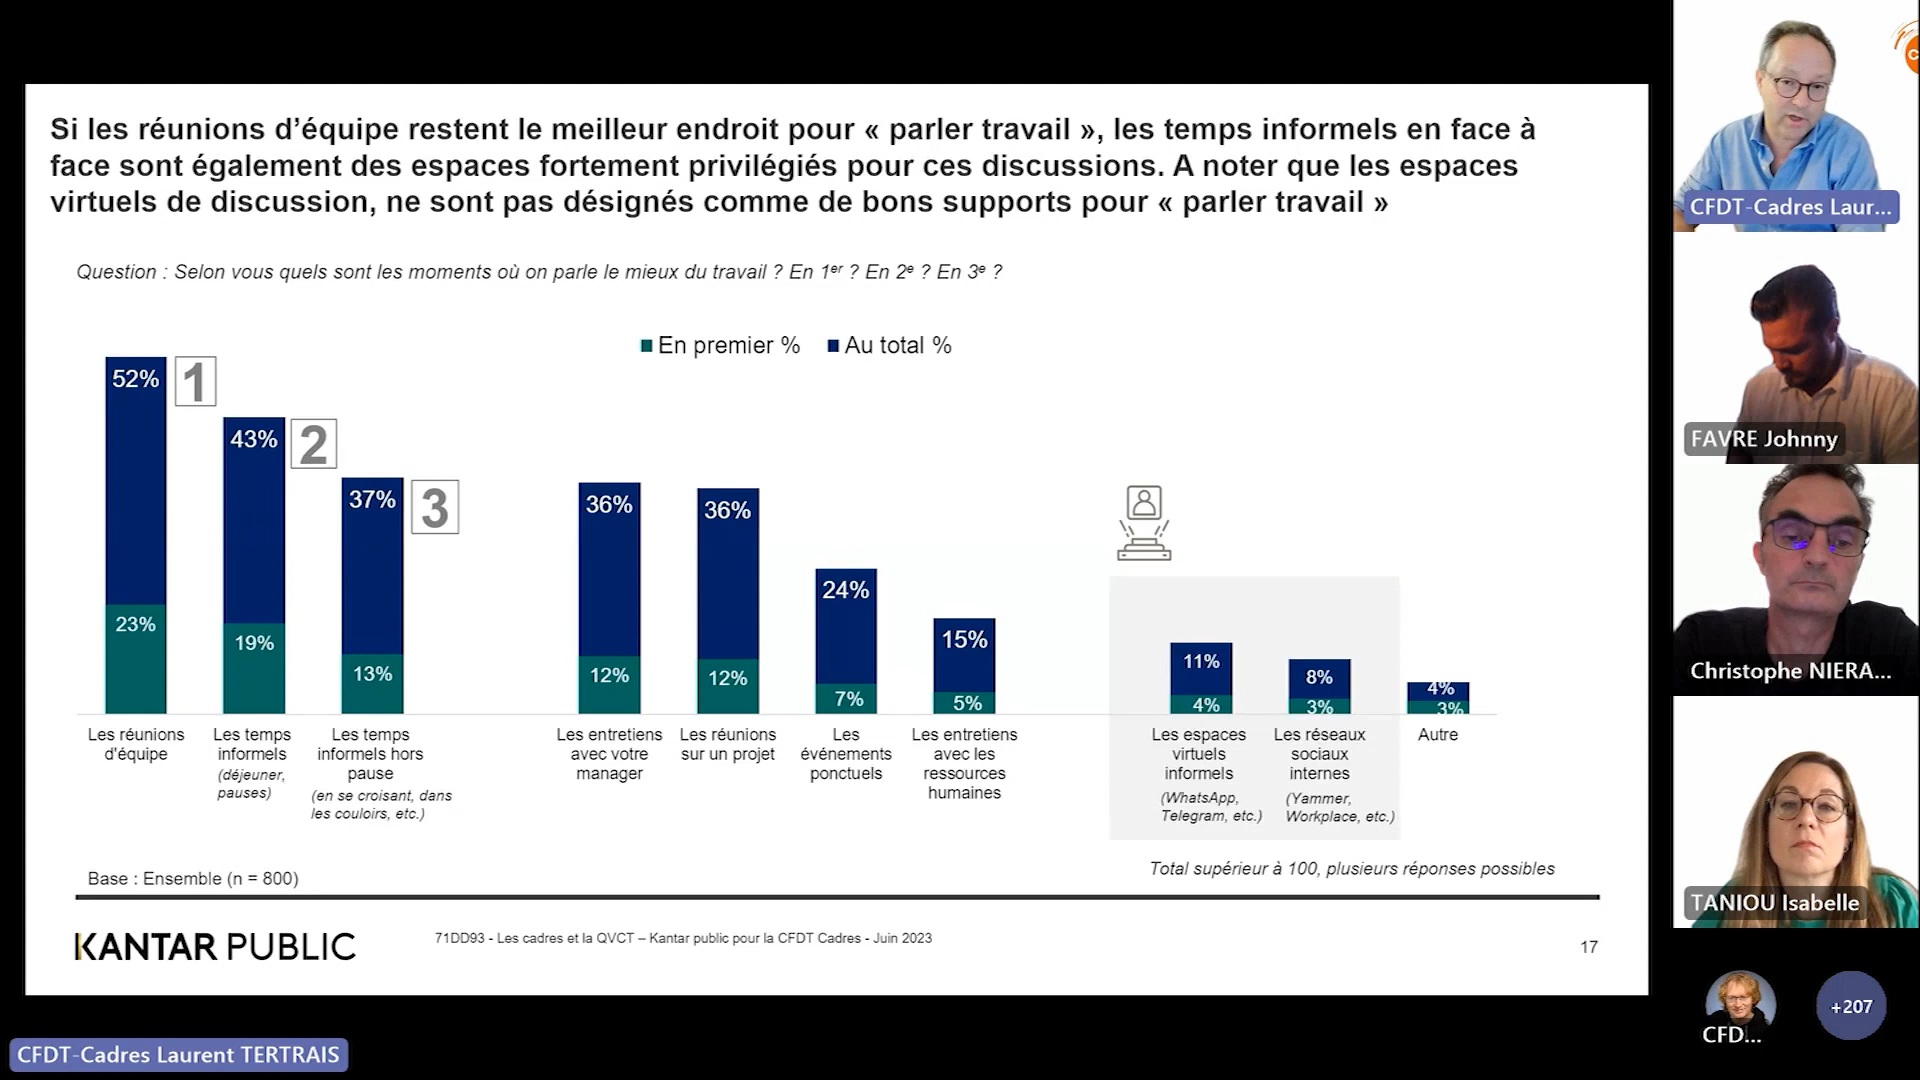 Si les réunions d’équipe restent le meilleur endroit pour « parler travail », les temps informels en face à
face sont également des espaces fortement privilégiés pour ces discussions. A noter que les espaces
virtuels de discussion, ne sont pas désignés comme de bons supports pour « parler travail »
Question : Selon vous quels sont les moments où on parle le mieux du travail ? En 1er ? En 2e ? En 3e ?
En premier %
Au total %
52%
1
23%
Les réunions
d'équipe
43%
2
19%
Les temps
informels
(déjeuner,
pauses)
37%
3
13%
Les temps
informels hors
pause
(en se croisant, dans
les couloirs, etc.)
36%
12%
Les entretiens
avec votre
manager
36%
12%
Les réunions
sur un projet
24%
7%
Les
événements
ponctuels
15%
5%
Les entretiens
avec les
ressources
humaines
11%
4%
Les espaces
virtuels
informels
(WhatsApp,
Telegram, etc.)
8%
3%
Les réseaux
sociaux
internes
(Yammer,
Workplace, etc.)
4%
3%
Autre
Base : Ensemble (n = 800)
Total supérieur à 100, plusieurs réponses possibles
KANTAR PUBLIC
71DD93 - Les cadres et la QVCT – Kantar public pour la CFDT Cadres - Juin 2023
17
CFDT-Cadres Laurent TERTRAIS
CFDT-Cadres Laur...
FAVRE Johnny
Christophe NIERA...
TANIOU Isabelle
CFD...
+207